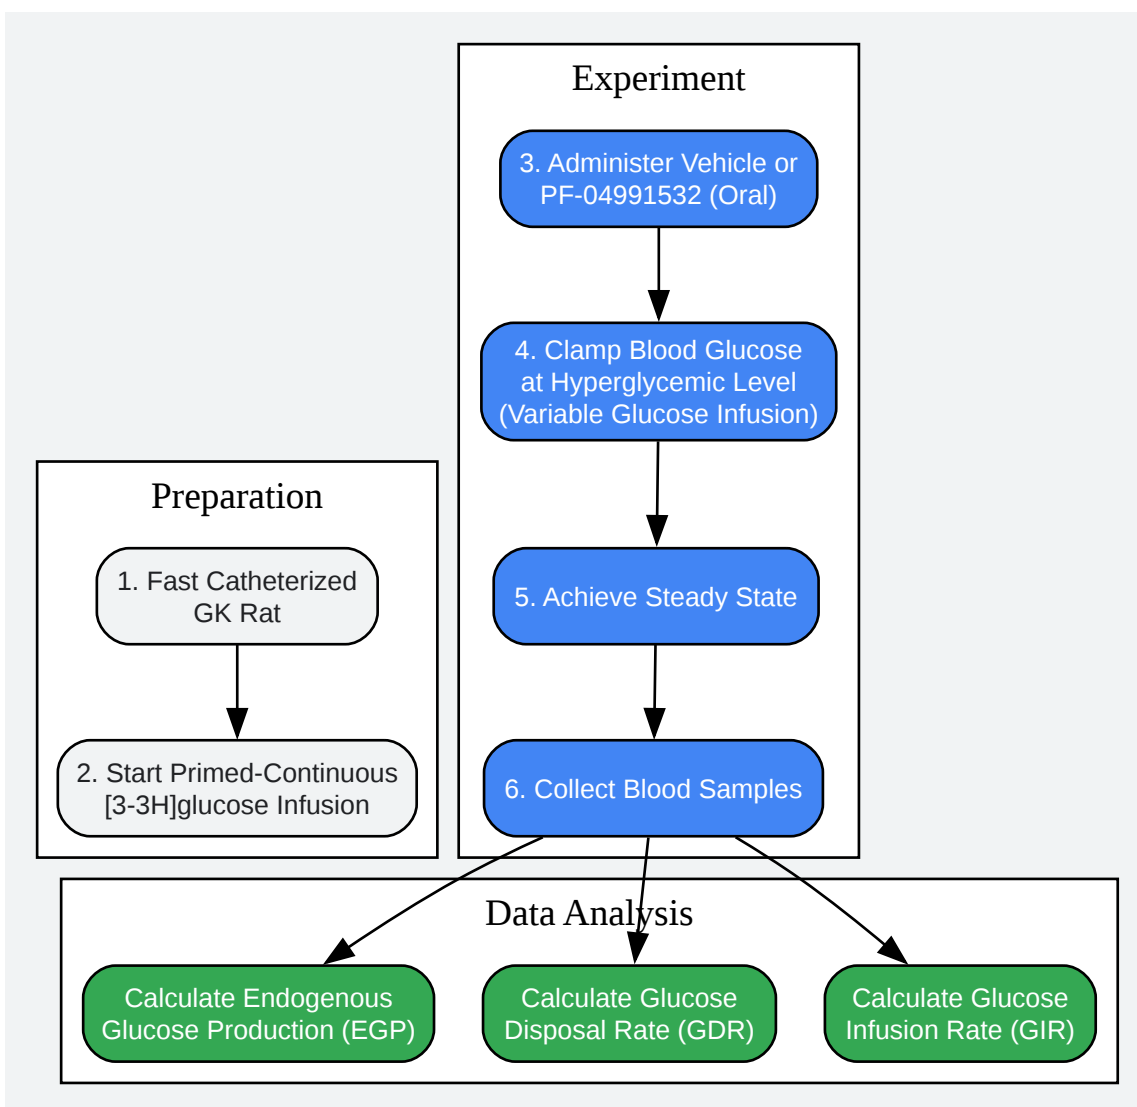 Preparation
1. Fast Catheterized
GK Rat
2. Start Primed-Continuous
[3-3H]glucose Infusion
Experiment
3. Administer Vehicle or
PF-04991532 (Oral)
4. Clamp Blood Glucose
at Hyperglycemic Level
(Variable Glucose Infusion)
5. Achieve Steady State
6. Collect Blood Samples
Data Analysis
Calculate Endogenous
Glucose Production (EGP)
Calculate Glucose
Disposal Rate (GDR)
Calculate Glucose
Infusion Rate (GIR)